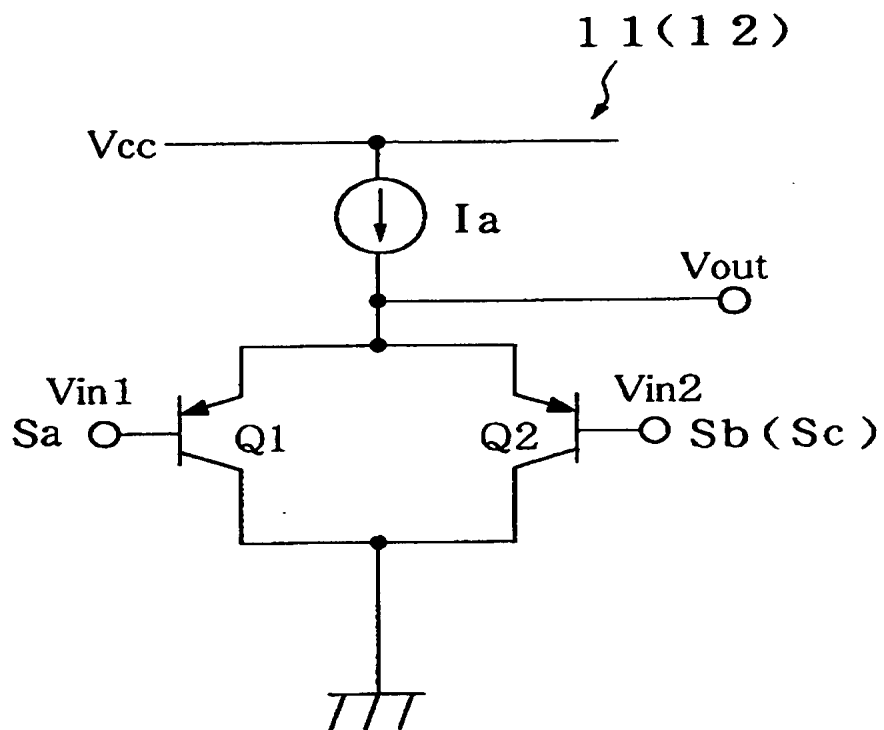 11(12)
Vcc
Ia
Vout
Vin1
Vin2
Sa
Q1
Q2
Sb(Sc)